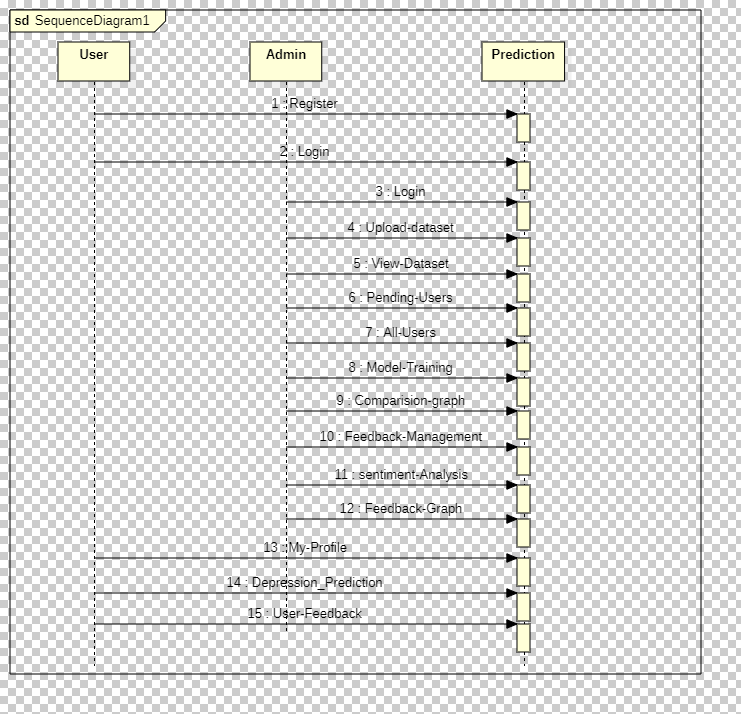 sd SequenceDiagram1
User Admin Prediction
1 : Register
2 : Login
3 : Login
4 : Upload-dataset
5 : View-Dataset
6 : Pending-Users
7 : All-Users
8 : Model-Training
9 : Comparision-graph
10 : Feedback-Management
11 : sentiment-Analysis
12 : Feedback-Graph
13 : My-Profile
14 : Depression_Prediction
15 : User-Feedback